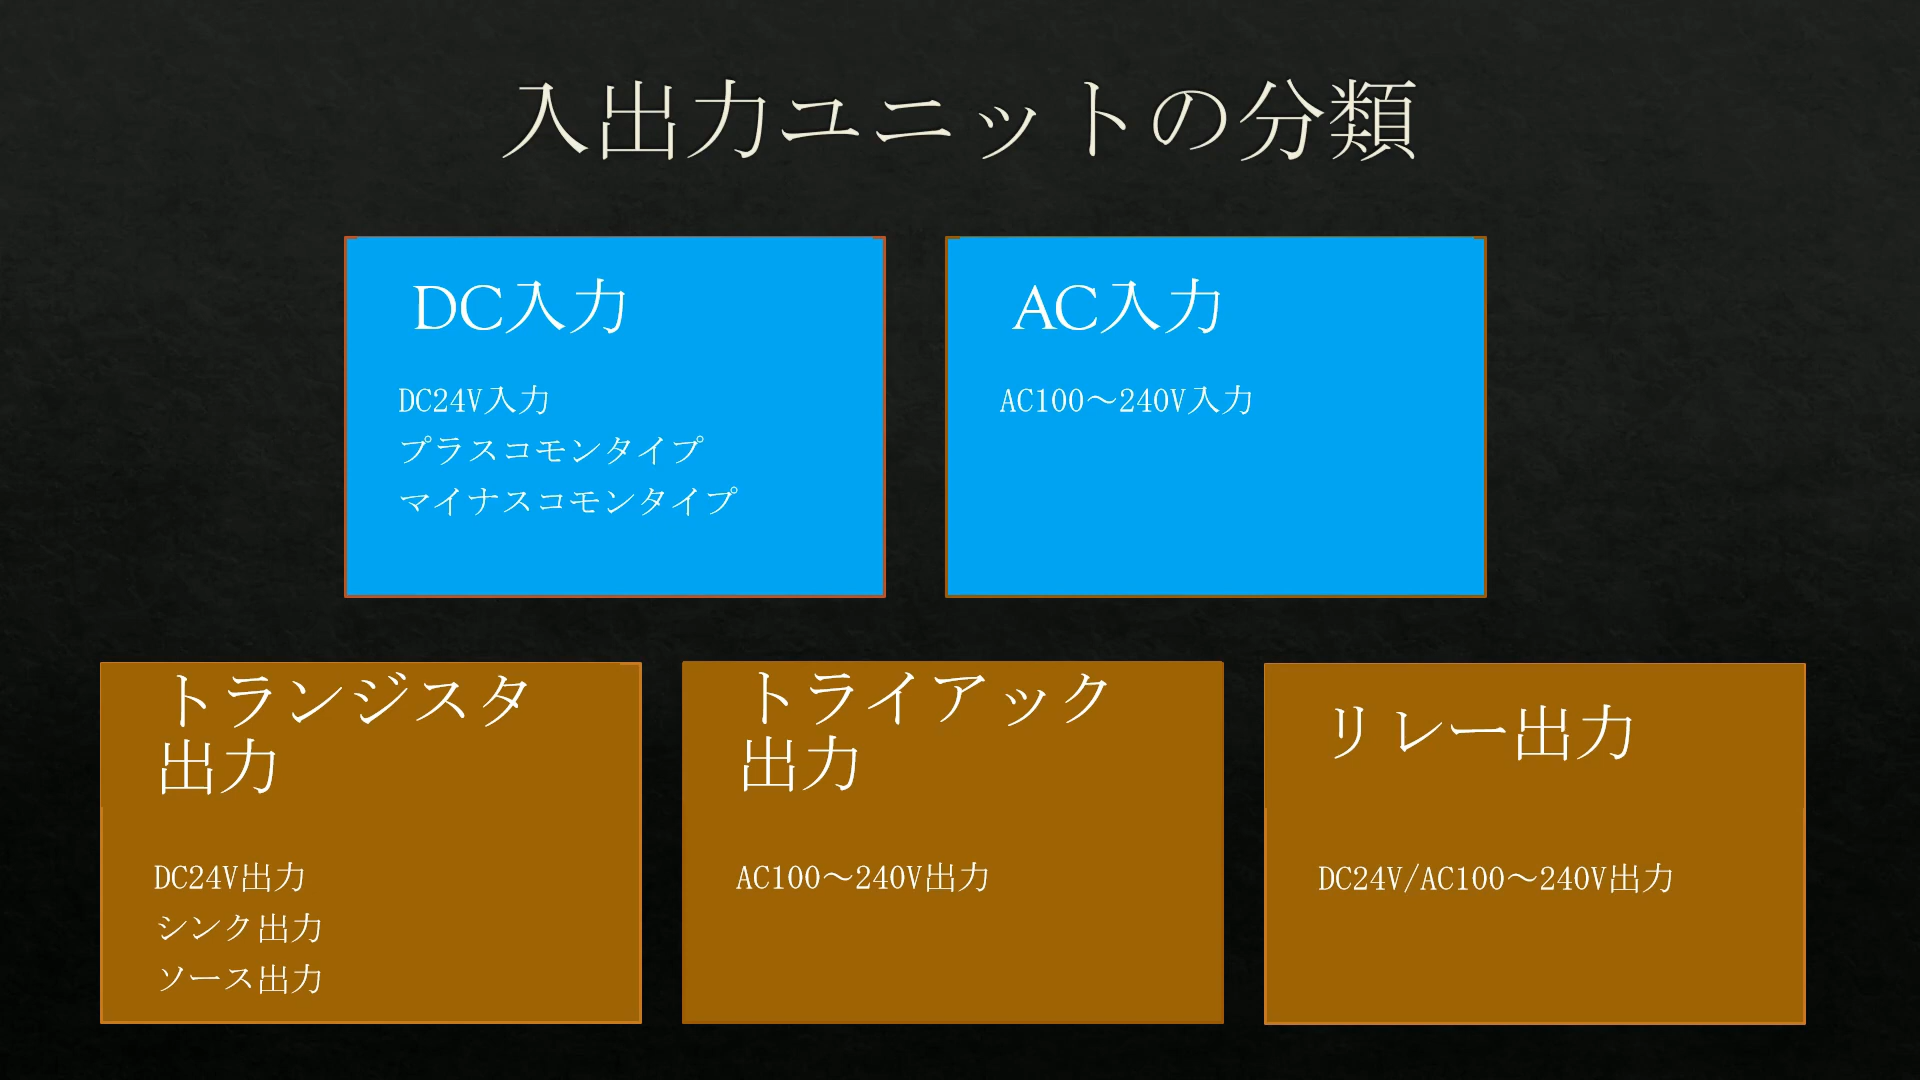 入出力ユニットの分類
DC入力
DC24V入力
プラスコモンタイプ
マイナスコモンタイプ
AC入力
AC100～240V入力
トランジスタ
出力
DC24V出力
シンク出力
ソース出力
トライアック
出力
AC100～240V出力
リレー出力
DC24V/AC100～240V出力